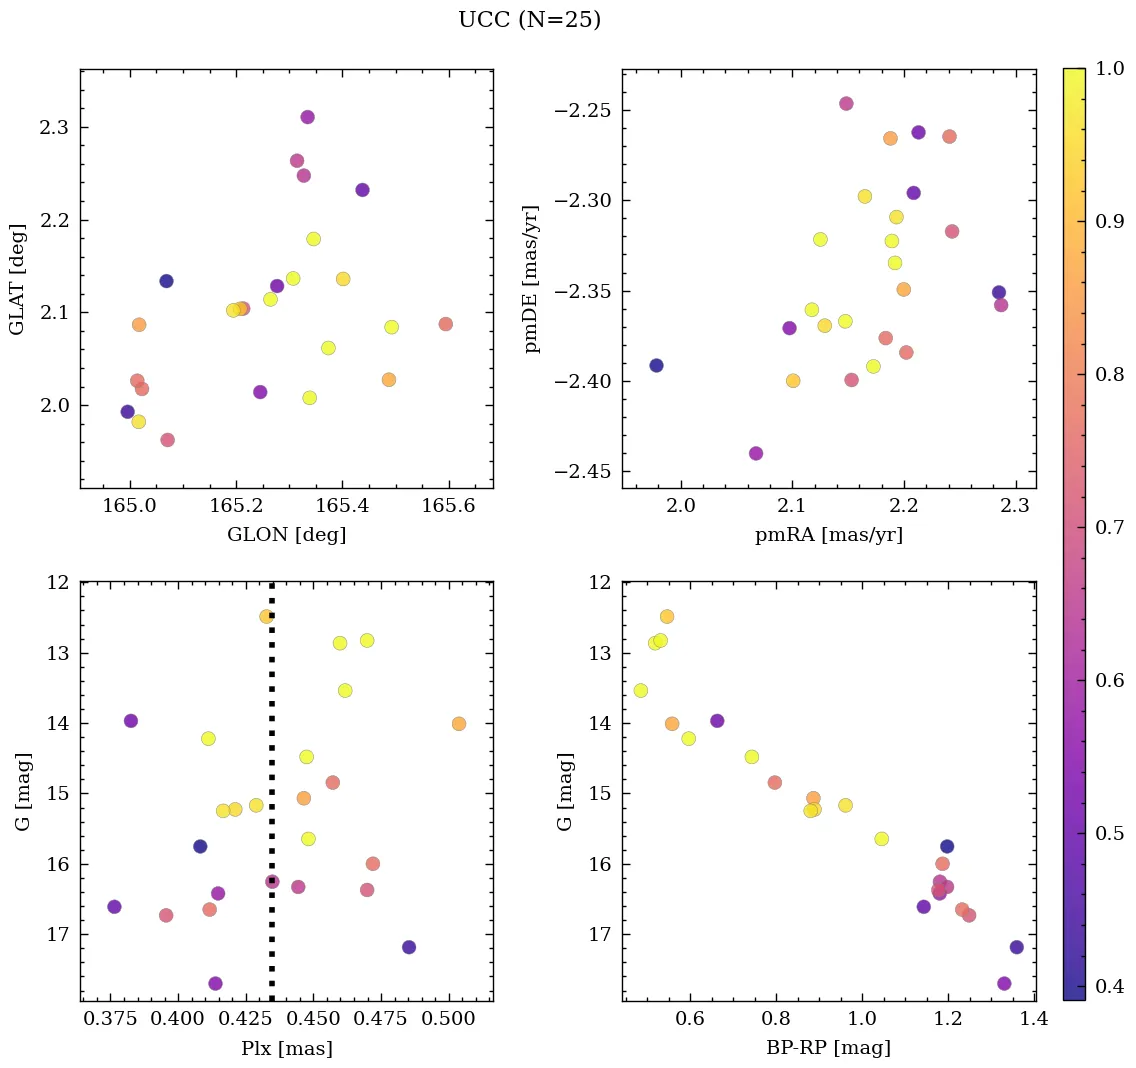 UCC (N=25)
2.3
2.2
2.1
2.0
GLAT [deg]
165.0 165.2 165.4 165.6
GLON [deg]
−2.25
−2.30
−2.35
−2.40
−2.45
pmDE [mas/yr]
2.0 2.1 2.2 2.3
pmRA [mas/yr]
12
13
14
15
16
17
G [mag]
0.375 0.400 0.425 0.450 0.475 0.500
Plx [mas]
12
13
14
15
16
17
G [mag]
0.6 0.8 1.0 1.2 1.4
BP-RP [mag]
1.0
0.9
0.8
0.7
0.6
0.5
0.4